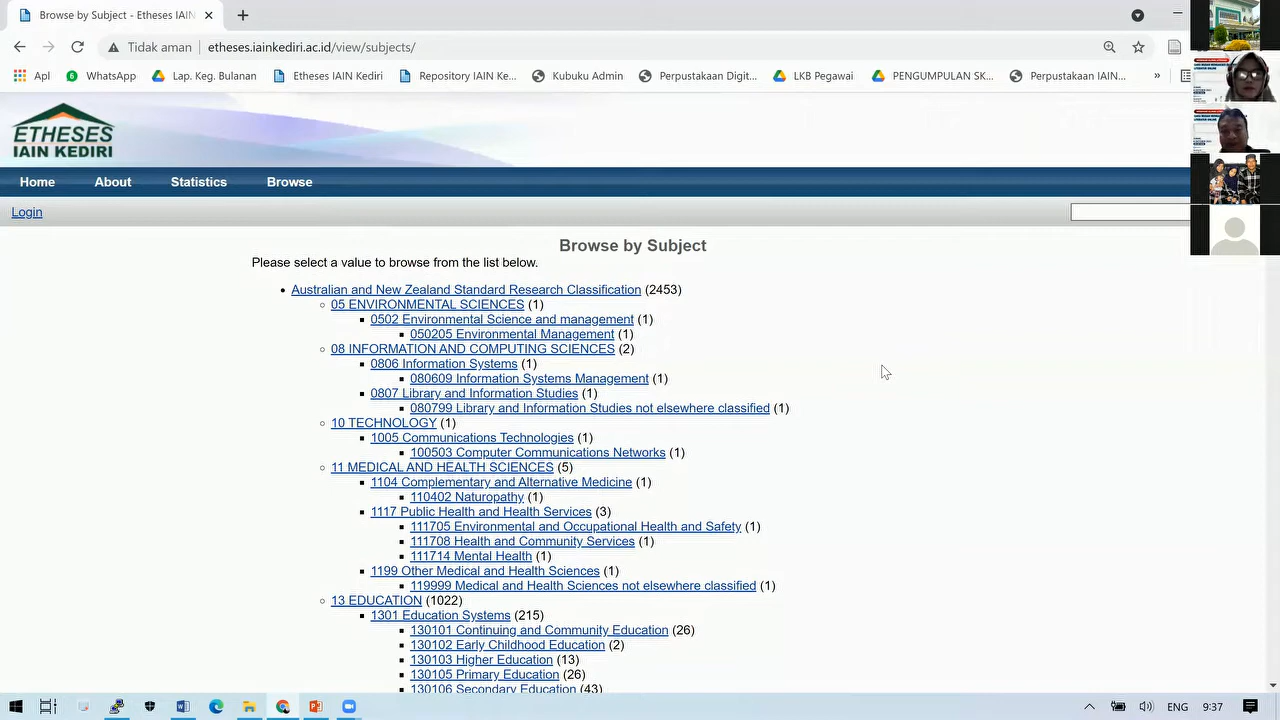 Browse by Subject - Etheses IAIN
Tidak aman
etheses.iainkediri.ac.id/view/subjects/
Apl
WhatsApp
Lap. Keg. Bulanan
Etheses IAIN Kediri
Perpustakaan Digit
LKB Pegawai
Perpustakaan IAIN...
»
ETHESES
IAIN KEDIRI
Home
About
Statistics
Browse
Login
Browse by Subject
Please select a value to browse from the list below.
Australian and New Zealand Standard Research Classification (2453)
05 ENVIRONMENTAL SCIENCES (1)
0502 Environmental Science and management (1)
050205 Environmental Management (1)
08 INFORMATION AND COMPUTING SCIENCES (2)
0806 Information Systems (1)
080609 Information Systems Management (1)
0807 Library and Information Studies (1)
080799 Library and Information Studies not elsewhere classified (1)
10 TECHNOLOGY (1)
1005 Communications Technologies (1)
100503 Computer Communications Networks (1)
11 MEDICAL AND HEALTH SCIENCES (5)
1104 Complementary and Alternative Medicine (1)
110402 Naturopathy (1)
1117 Public Health and Health Services (3)
111705 Environmental and Occupational Health and Safety (1)
111708 Health and Community Services (1)
111714 Mental Health (1)
1199 Other Medical and Health Sciences (1)
119999 Medical and Health Sciences not elsewhere classified (1)
13 EDUCATION (1022)
1301 Education Systems (215)
130101 Continuing and Community Education (26)
130102 Early Childhood Education (2)
130103 Higher Education (13)
130105 Primary Education (26)
130106 Secondary Education (43)
ENG
9:37